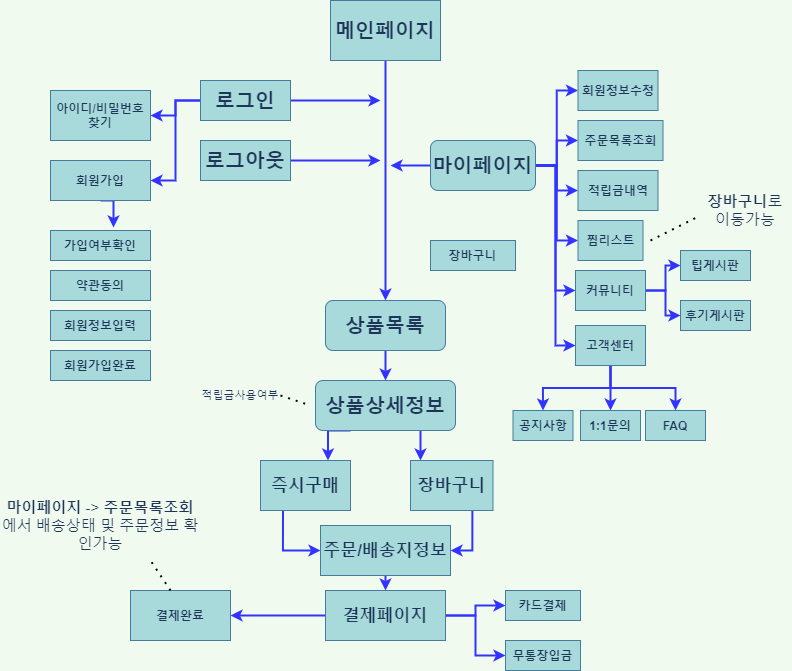 메인페이지
로그인
아이디/비밀번호
찾기
로그아웃
회원가입
가입여부확인
약관동의
회원정보입력
회원가입완료
마이페이지
회원정보수정
주문목록조회
적립금내역
찜리스트
장바구니로
이동가능
커뮤니티
팁게시판
후기게시판
고객센터
공지사항
1:1문의
FAQ
장바구니
상품목록
적립금사용여부
상품상세정보
즉시구매
장바구니
주문/배송지정보
마이페이지 -> 주문목록조회
에서 배송상태 및 주문정보 확
인가능
결제완료
결제페이지
카드결제
무통장입금